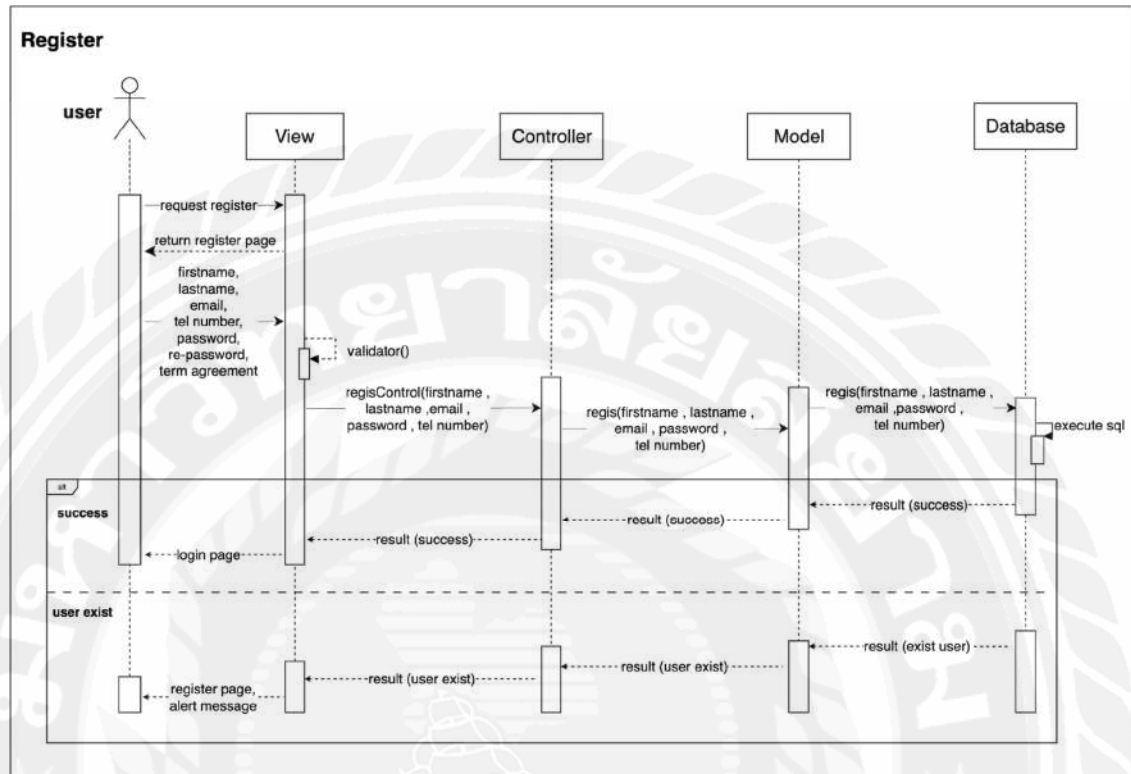 Register
user
View
Controller
Model
Database
request register
return register page
firstname,
lastname,
email,
tel number,
password,
re-password,
term agreement
validator()
regisControl(firstname ,
lastname ,email ,
password , tel number)
regis(firstname , lastname ,
email , password ,
tel number)
regis(firstname , lastname ,
email ,password ,
tel number)
execute sql
alt
success
result (success)
result (success)
result (success)
login page
user exist
result (exist user)
result (user exist)
result (user exist)
register page,
alert message